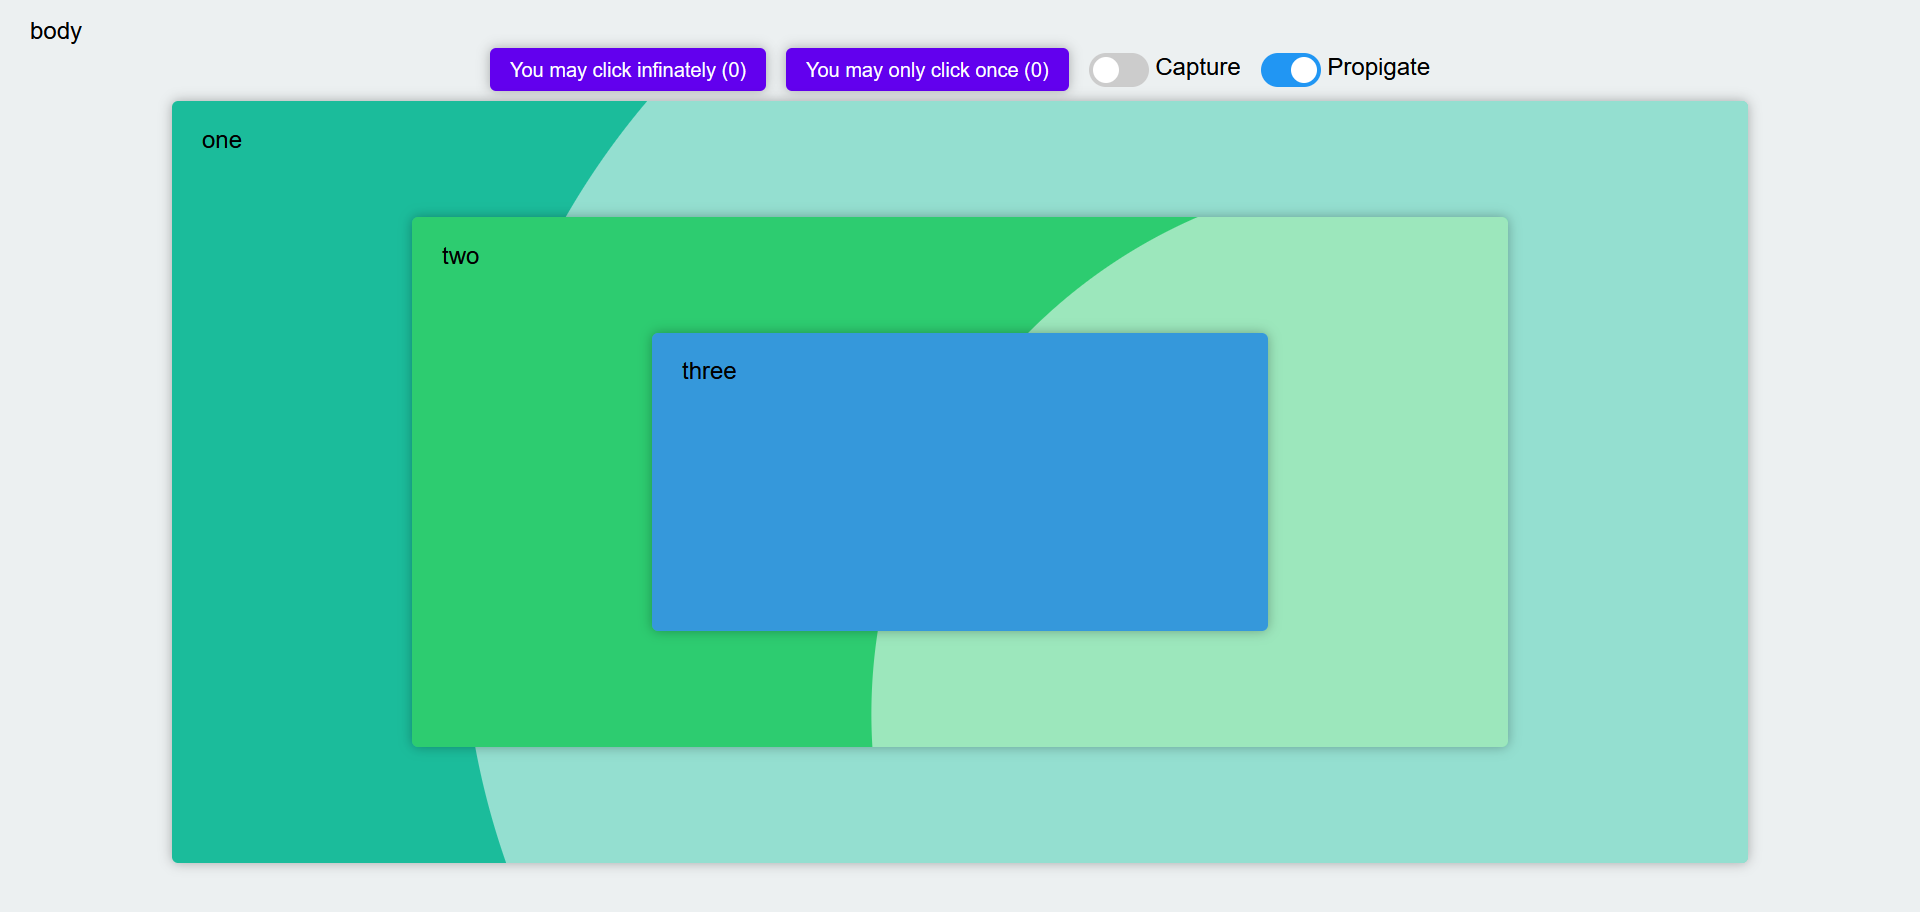 body
You may click infinately (0) You may only click once (0) Capture Propigate
one
two
three